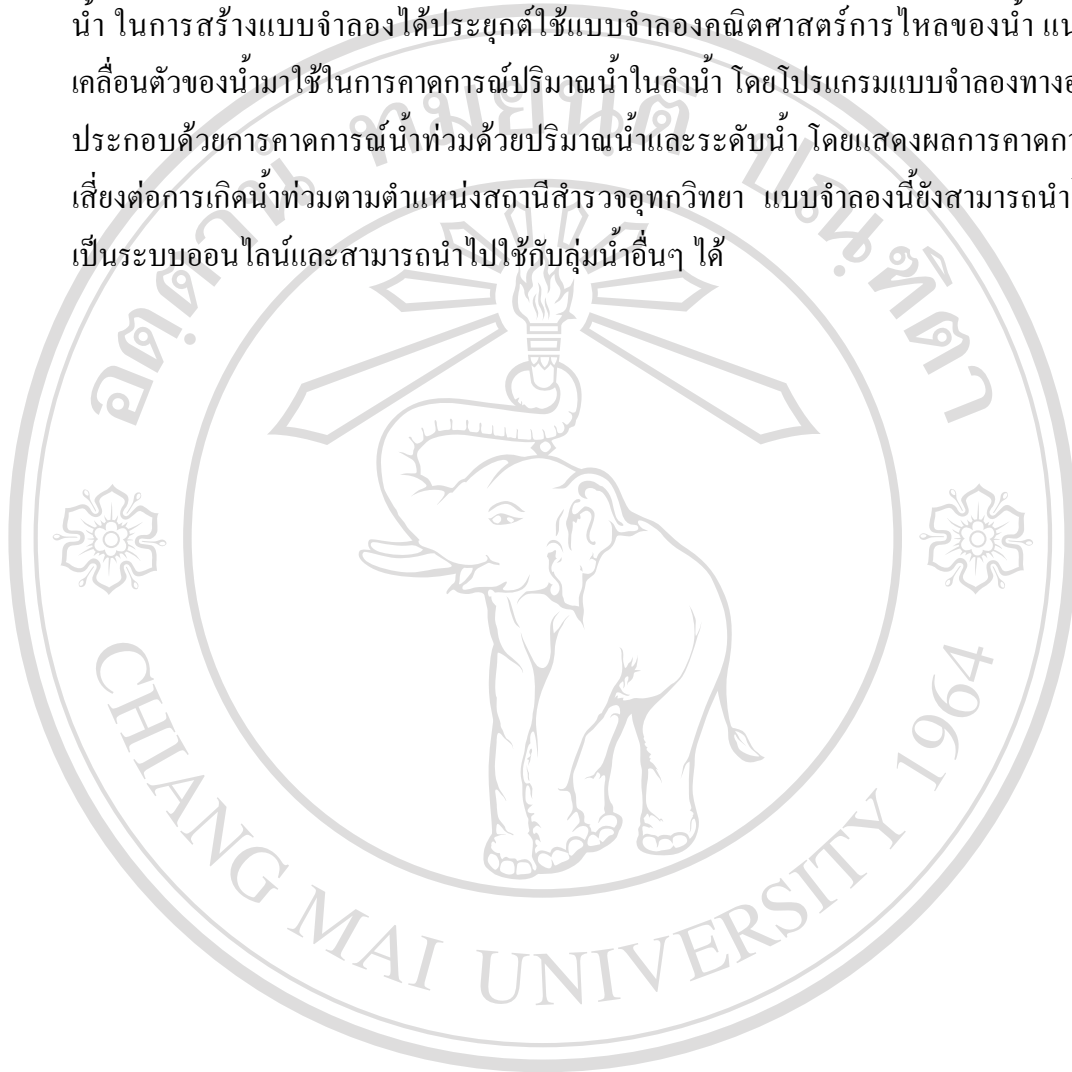 น้ำ ในการสร้างแบบจำลองได้ประยุกต์ใช้แบบจำลองคณิตศาสตร์การไหลของน้ำ
เคลื่อนตัวของน้ำมาใช้ในการคาดการณ์ปริมาณน้ำในลำน้ำ โดยโปรแกรมแบบจำลองทาง
ประกอบด้วยการคาดการณ์น้ำท่วมด้วยปริมาณน้ำและระดับน้ำ โดยแสดงผลการ
เสี่ยงต่อการเกิดน้ำท่วมตามตำแหน่งสถานีสำรวจอุทกวิทยา แบบจำลองนี้ยังสามารถนำ
เป็นระบบออนไลน์และสามารถนำไปใช้กับลุ่มน้ำอื่นๆ ได้
อตฺตานํ ทมยนฺติ ปณฺฑิตา
CHIANG MAI UNIVERSITY 1964